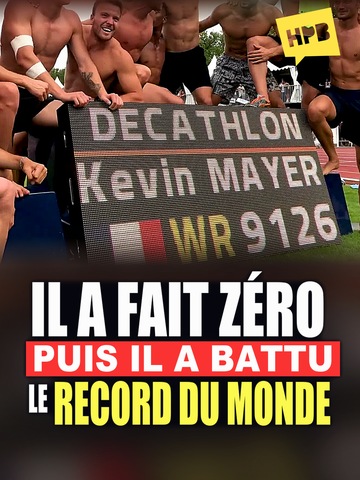 HPB
DECATHLON
Kevin MAYER
WR 9126
IL A FAIT ZÉRO
PUIS IL A BATTU
LE RECORD DU MONDE